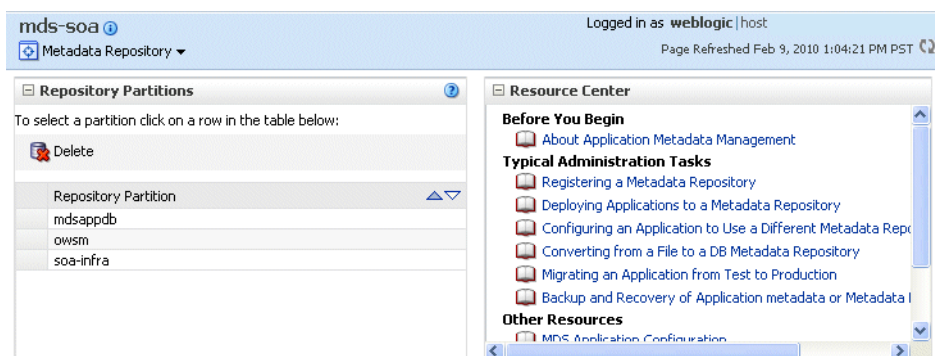 mds-soa
Logged in as weblogic|host
Metadata Repository
Page Refreshed Feb 9, 2010 1:04:21 PM PST
Repository Partitions
To select a partition click on a row in the table below:
Delete
Repository Partition
mdsappdb
owsm
soa-infra
Resource Center
Before You Begin
About Application Metadata Management
Typical Administration Tasks
Registering a Metadata Repository
Deploying Applications to a Metadata Repository
Configuring an Application to Use a Different Metadata Repo
Converting from a File to a DB Metadata Repository
Migrating an Application from Test to Production
Backup and Recovery of Application metadata or Metadata
Other Resources
MDS Application Configuration